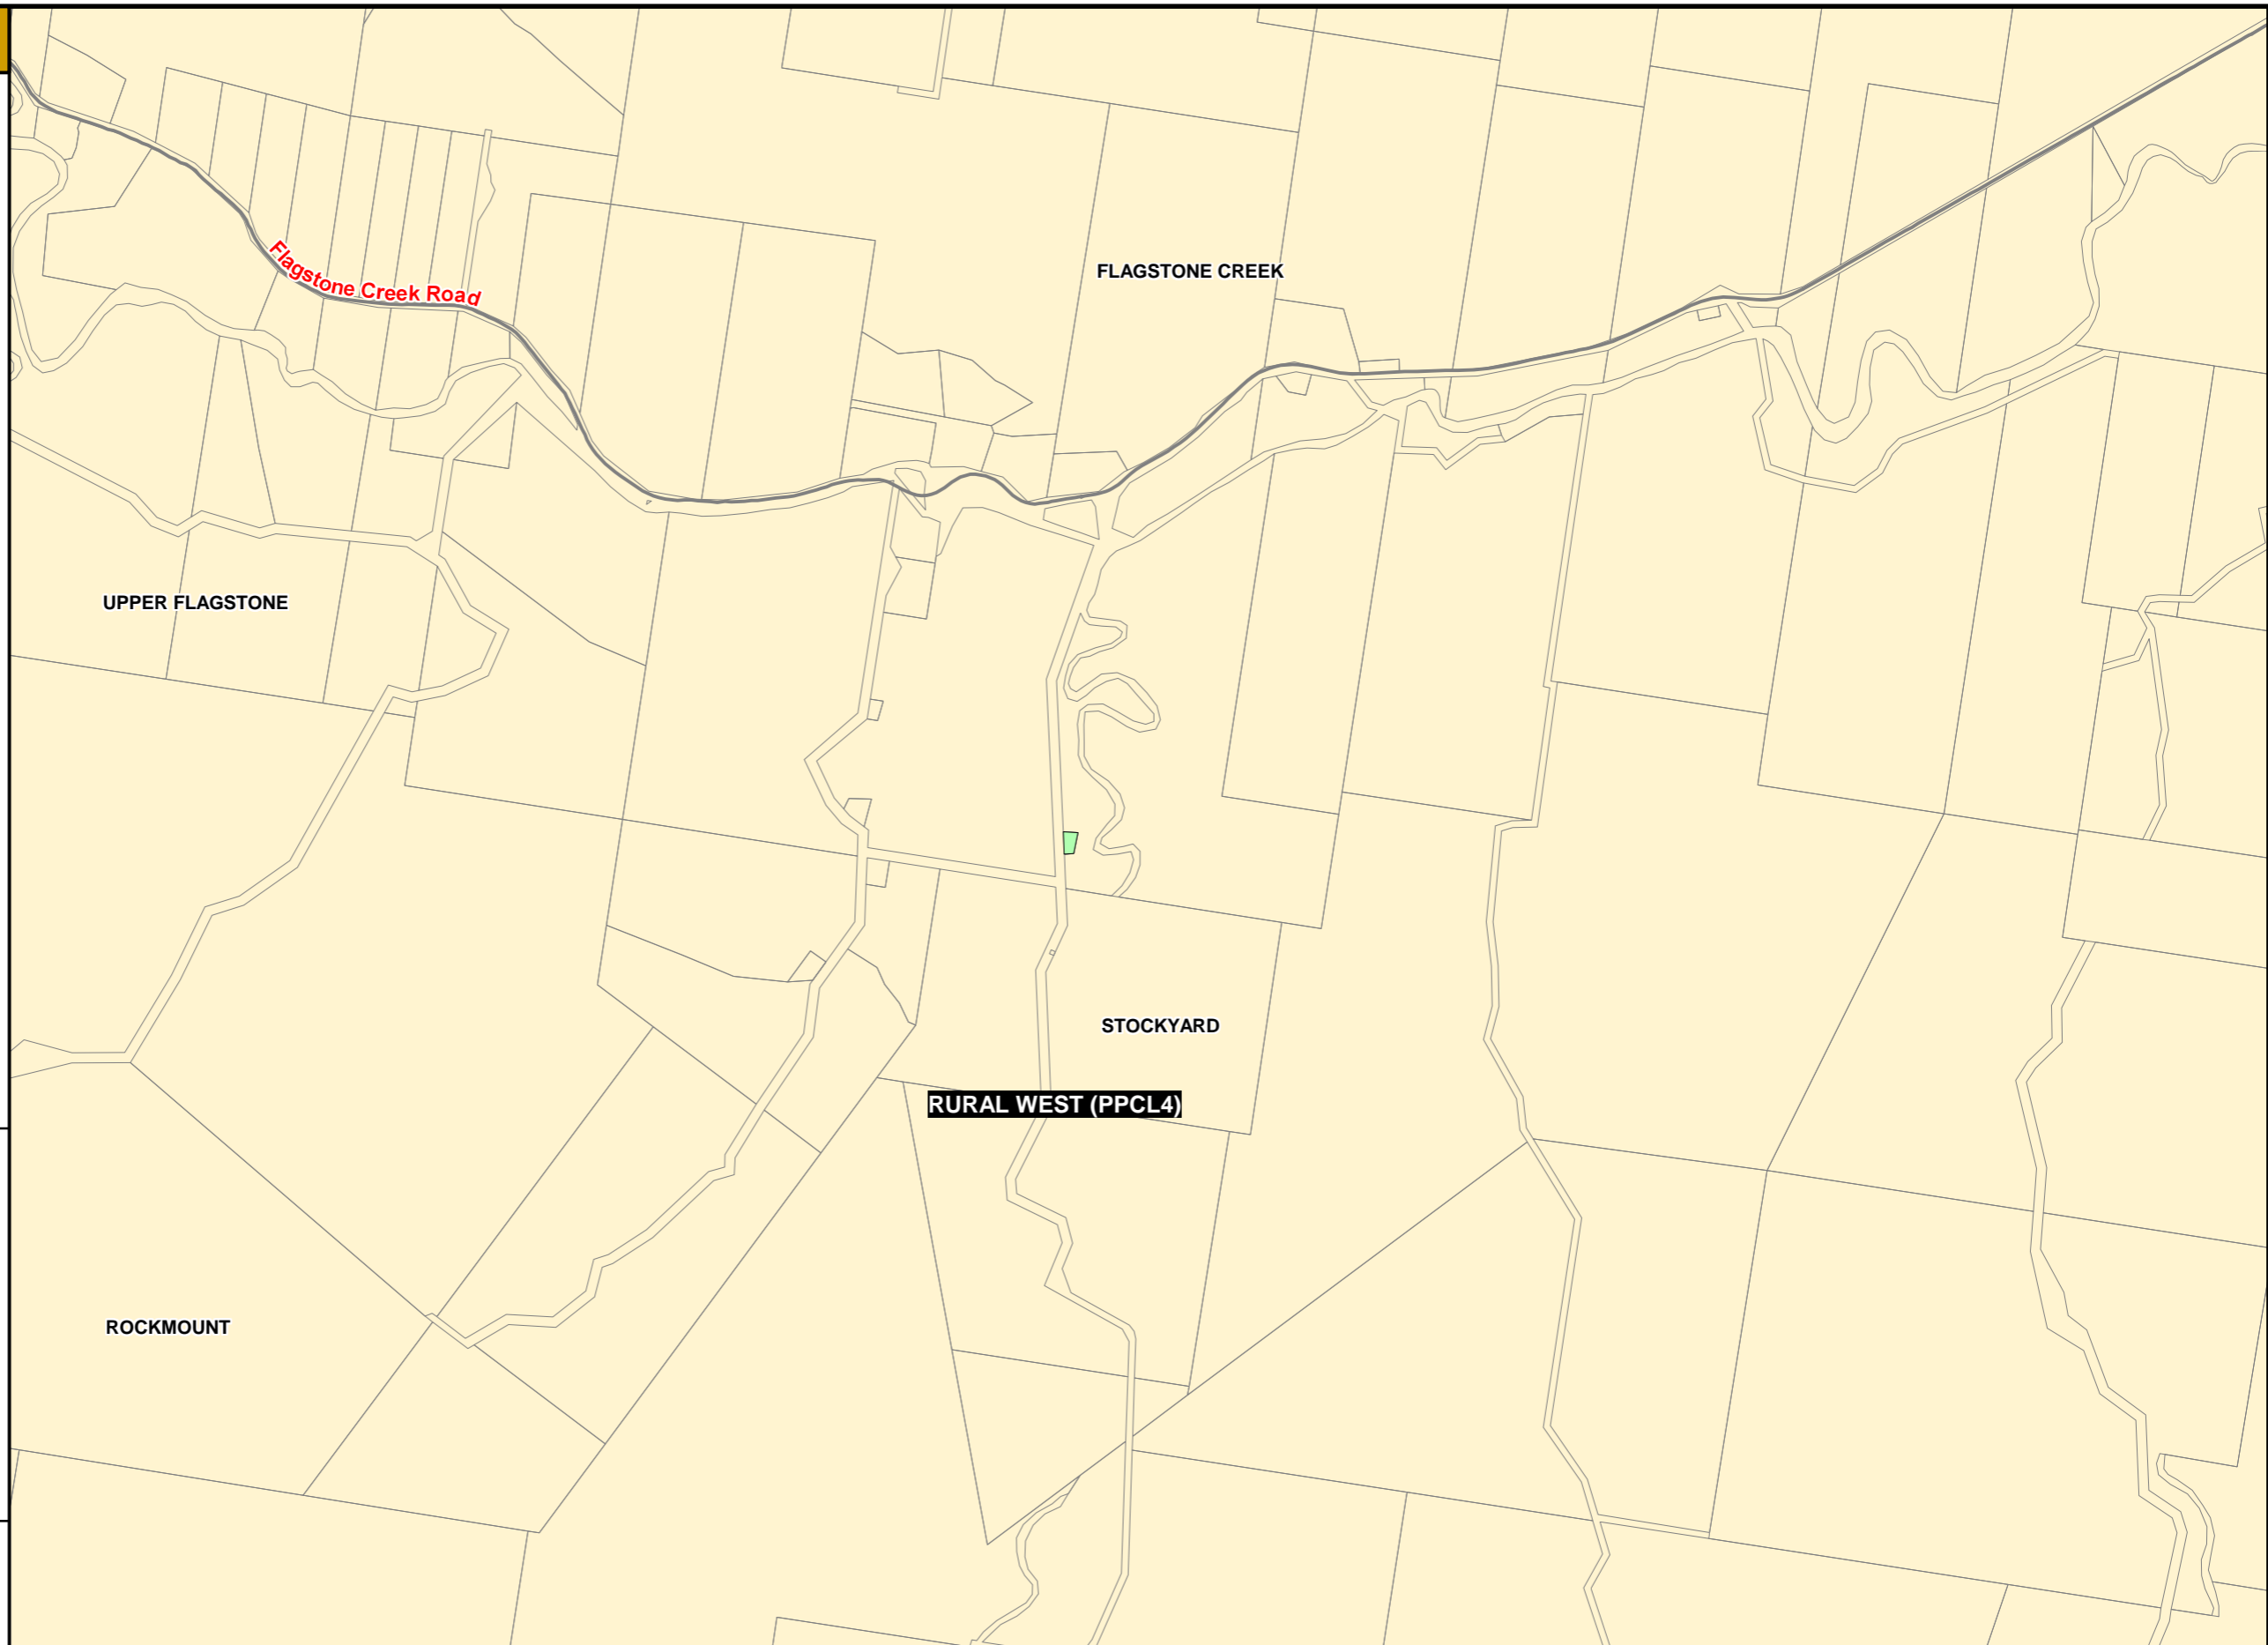 FLAGSTONE CREEK
Flagstone Creek Road
UPPER FLAGSTONE
STOCKYARD
RURAL WEST (PPCL4)
ROCKMOUNT